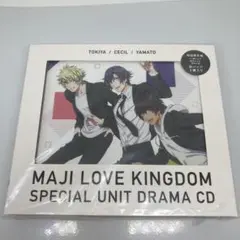 TOKIYA / CECIL / YAMATO
MAJI LOVE KINGDOM
SPECIAL UNIT DRAMA CD